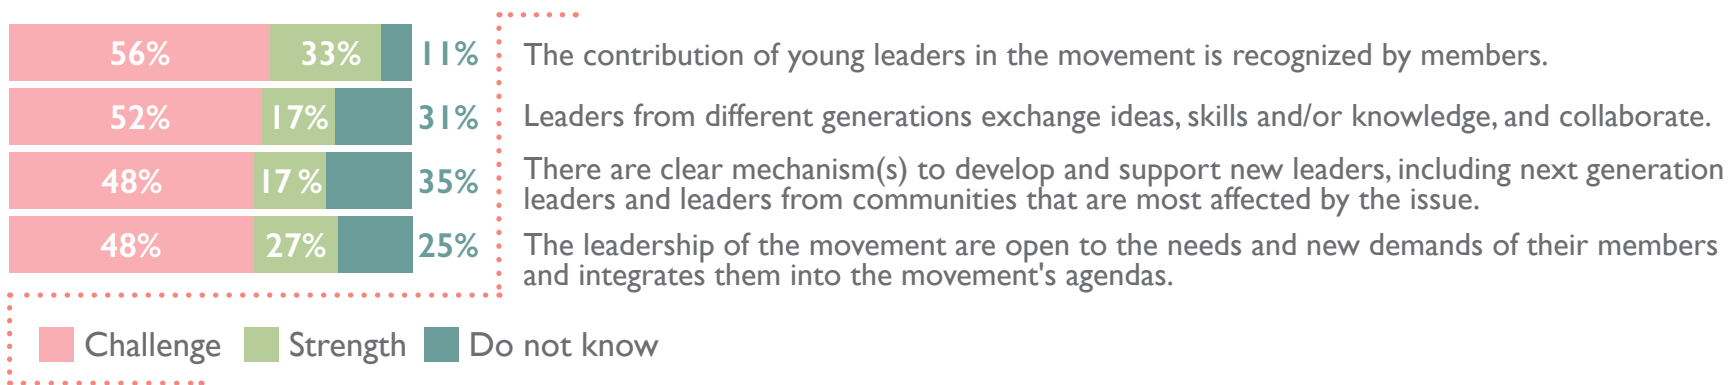 56% 33% 11% The contribution of young leaders in the movement is recognized by members.
52% 17% 31% Leaders from different generations exchange ideas, skills and/or knowledge, and collaborate.
48% 17 % 35% There are clear mechanism(s) to develop and support new leaders, including next generation
leaders and leaders from communities that are most affected by the issue.
48% 27% 25% The leadership of the movement are open to the needs and new demands of their members
and integrates them into the movement's agendas.
Challenge Strength Do not know